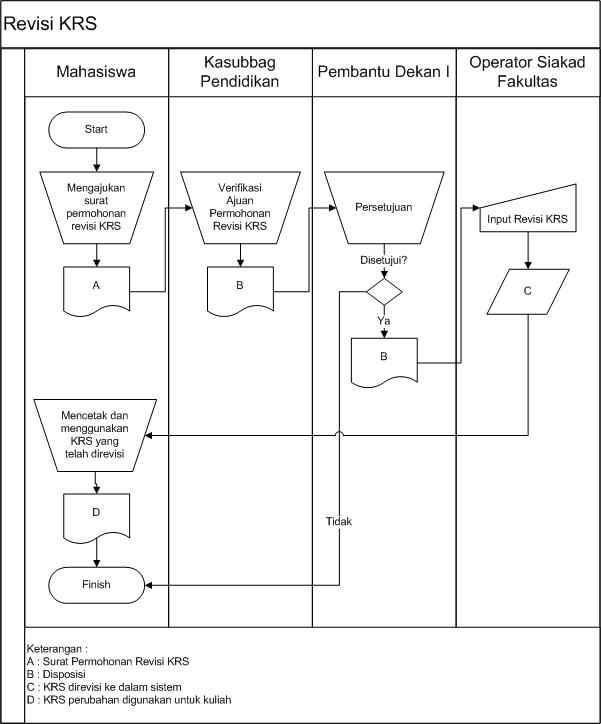 Revisi KRS
Mahasiswa
Kasubbag
Pendidikan
Pembantu Dekan I
Operator Siakad
Fakultas
Start
Mengajukan
surat
permohonan
revisi KRS
Verifikasi
Ajuan
Permohonan
Revisi KRS
Persetujuan
Input Revisi KRS
A
B
Disetujui?
C
Ya
B
Mencetak dan
menggunakan
KRS yang
telah direvisi
D
Tidak
Finish
Keterangan :
A : Surat Permohonan Revisi KRS
B : Disposisi
C : KRS direvisi ke dalam sistem
D : KRS perubahan digunakan untuk kuliah